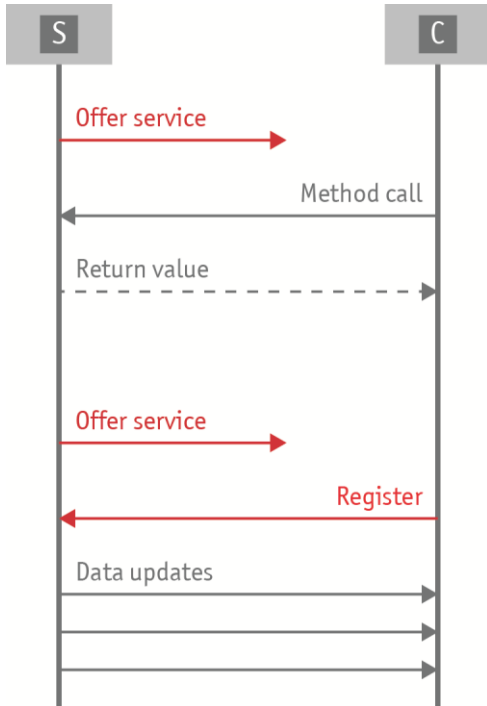 S
C
Offer service
Method call
Return value
Offer service
Register
Data updates